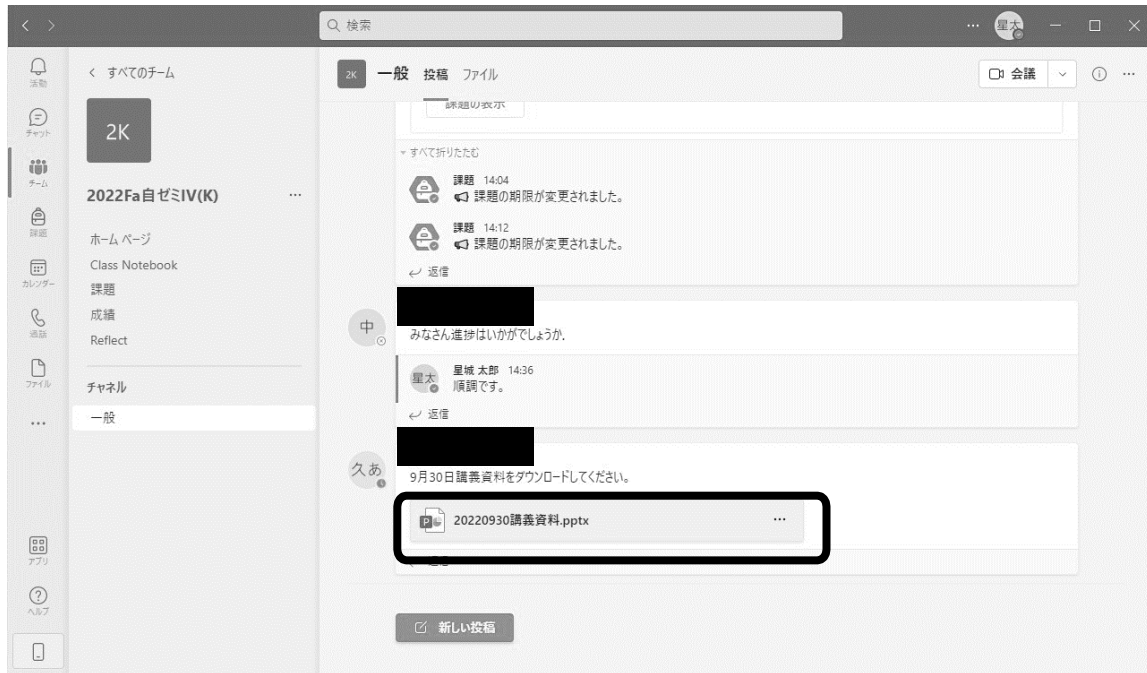 検索
星太
活動
チャット
チーム
課題
カレンダー
通話
ファイル
アプリ
ヘルプ
すべてのチーム
2K
2022Fa自ゼミIV(K)
ホーム ページ
Class Notebook
課題
成績
Reflect
チャネル
一般
2K 一般 投稿 ファイル
会議
課題の表示
すべて折りたたむ
課題 14:04
課題の期限が変更されました。
課題 14:12
課題の期限が変更されました。
返信
中
みなさん進捗はいかがでしょうか.
星太
星城 太郎 14:36
順調です。
返信
久あ
9月30日講義資料をダウンロードしてください。
20220930講義資料.pptx
新しい投稿